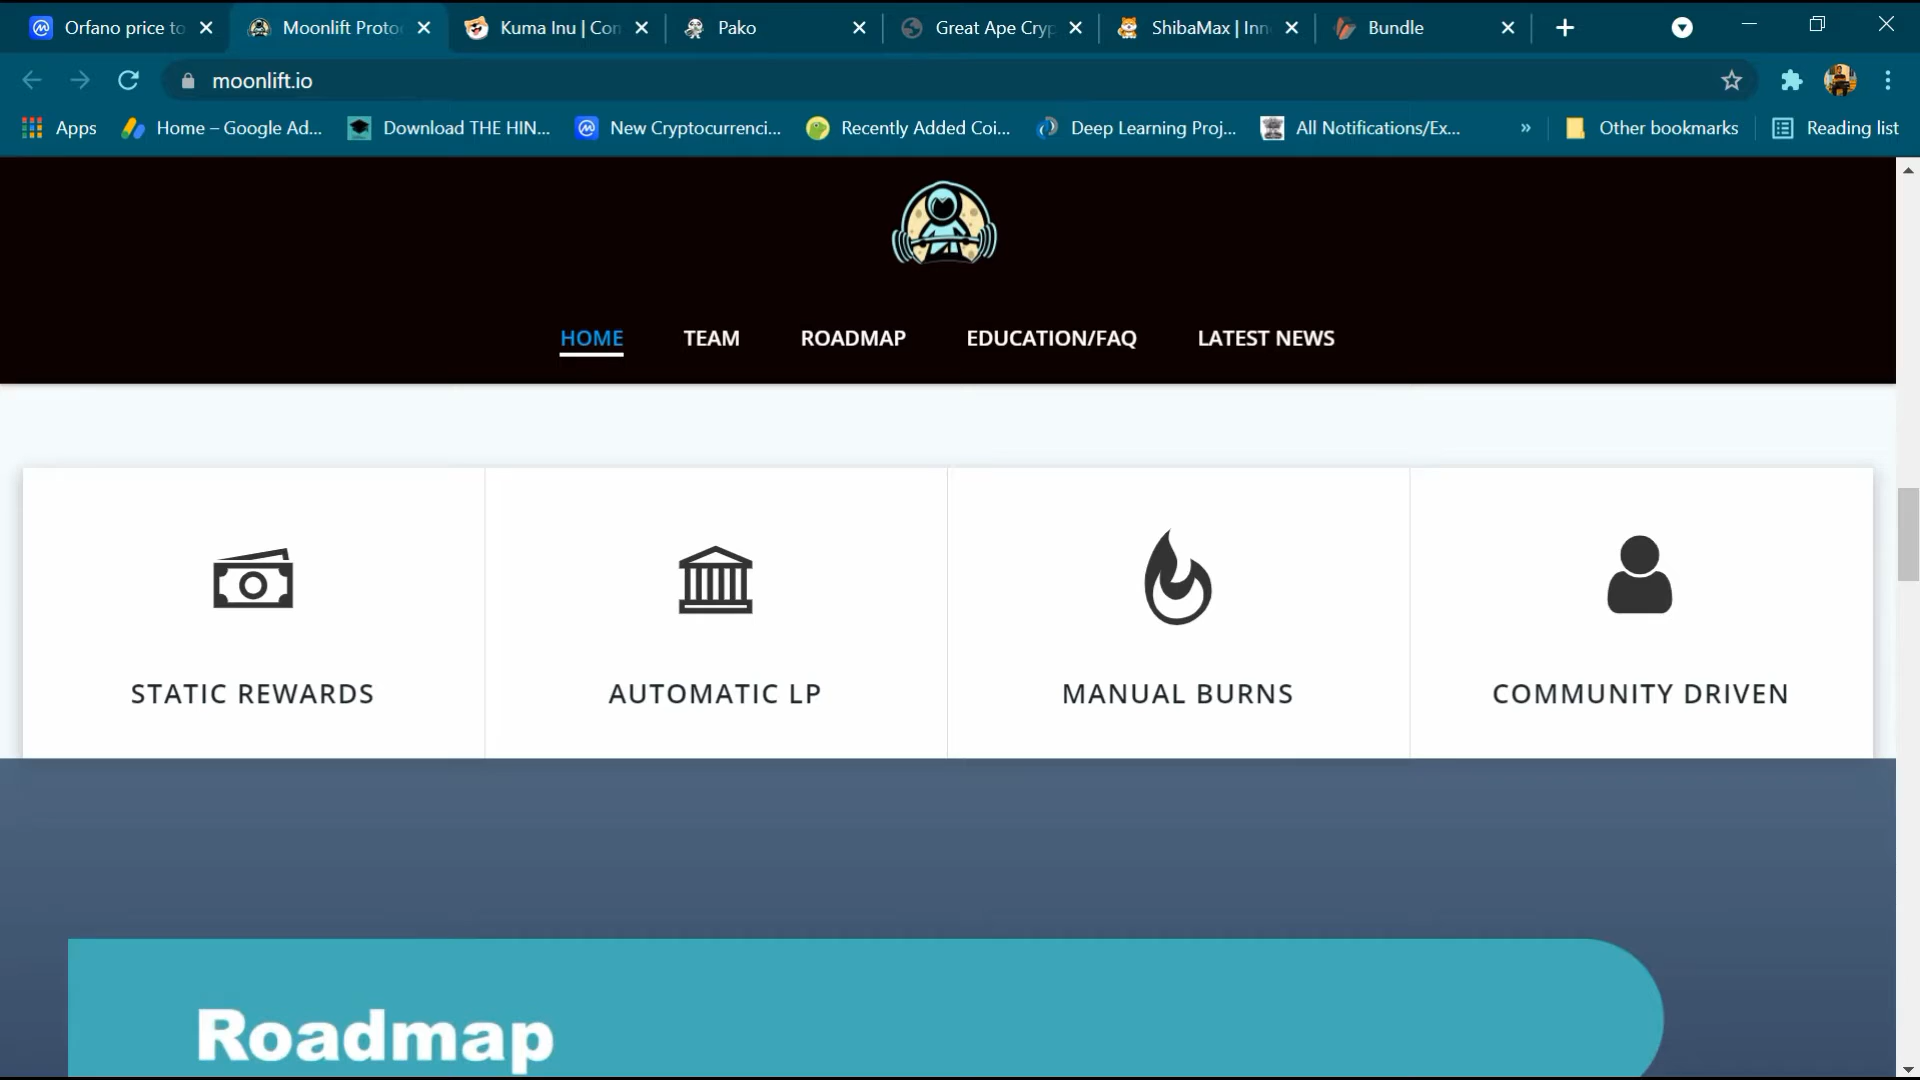 Orfano price to
Moonlift Proto
Kuma Inu | Con
Pako
Great Ape Cryp
ShibaMax | Inn
Bundle
moonlift.io
Apps
Home – Google Ad...
Download THE HIN...
New Cryptocurrenci...
Recently Added Coi...
Deep Learning Proj...
All Notifications/Ex...
»
Other bookmarks
Reading list
HOME
TEAM
ROADMAP
EDUCATION/FAQ
LATEST NEWS
STATIC REWARDS
AUTOMATIC LP
MANUAL BURNS
COMMUNITY DRIVEN
Roadmap